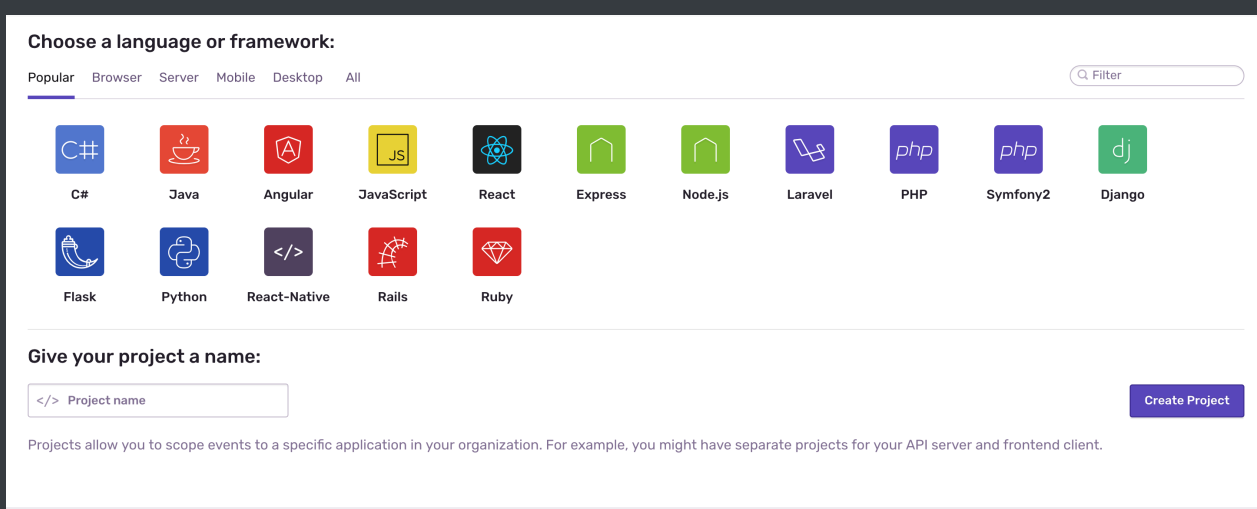 Choose a language or framework:
Popular Browser Server Mobile Desktop All Filter
C# JS php php dj
C# Java Angular JavaScript React Express Node.js Laravel PHP Symfony2 Django
</>
Flask Python React-Native Rails Ruby
Give your project a name:
</> Project name Create Project
Projects allow you to scope events to a specific application in your organization. For example, you might have separate projects for your API server and frontend client.